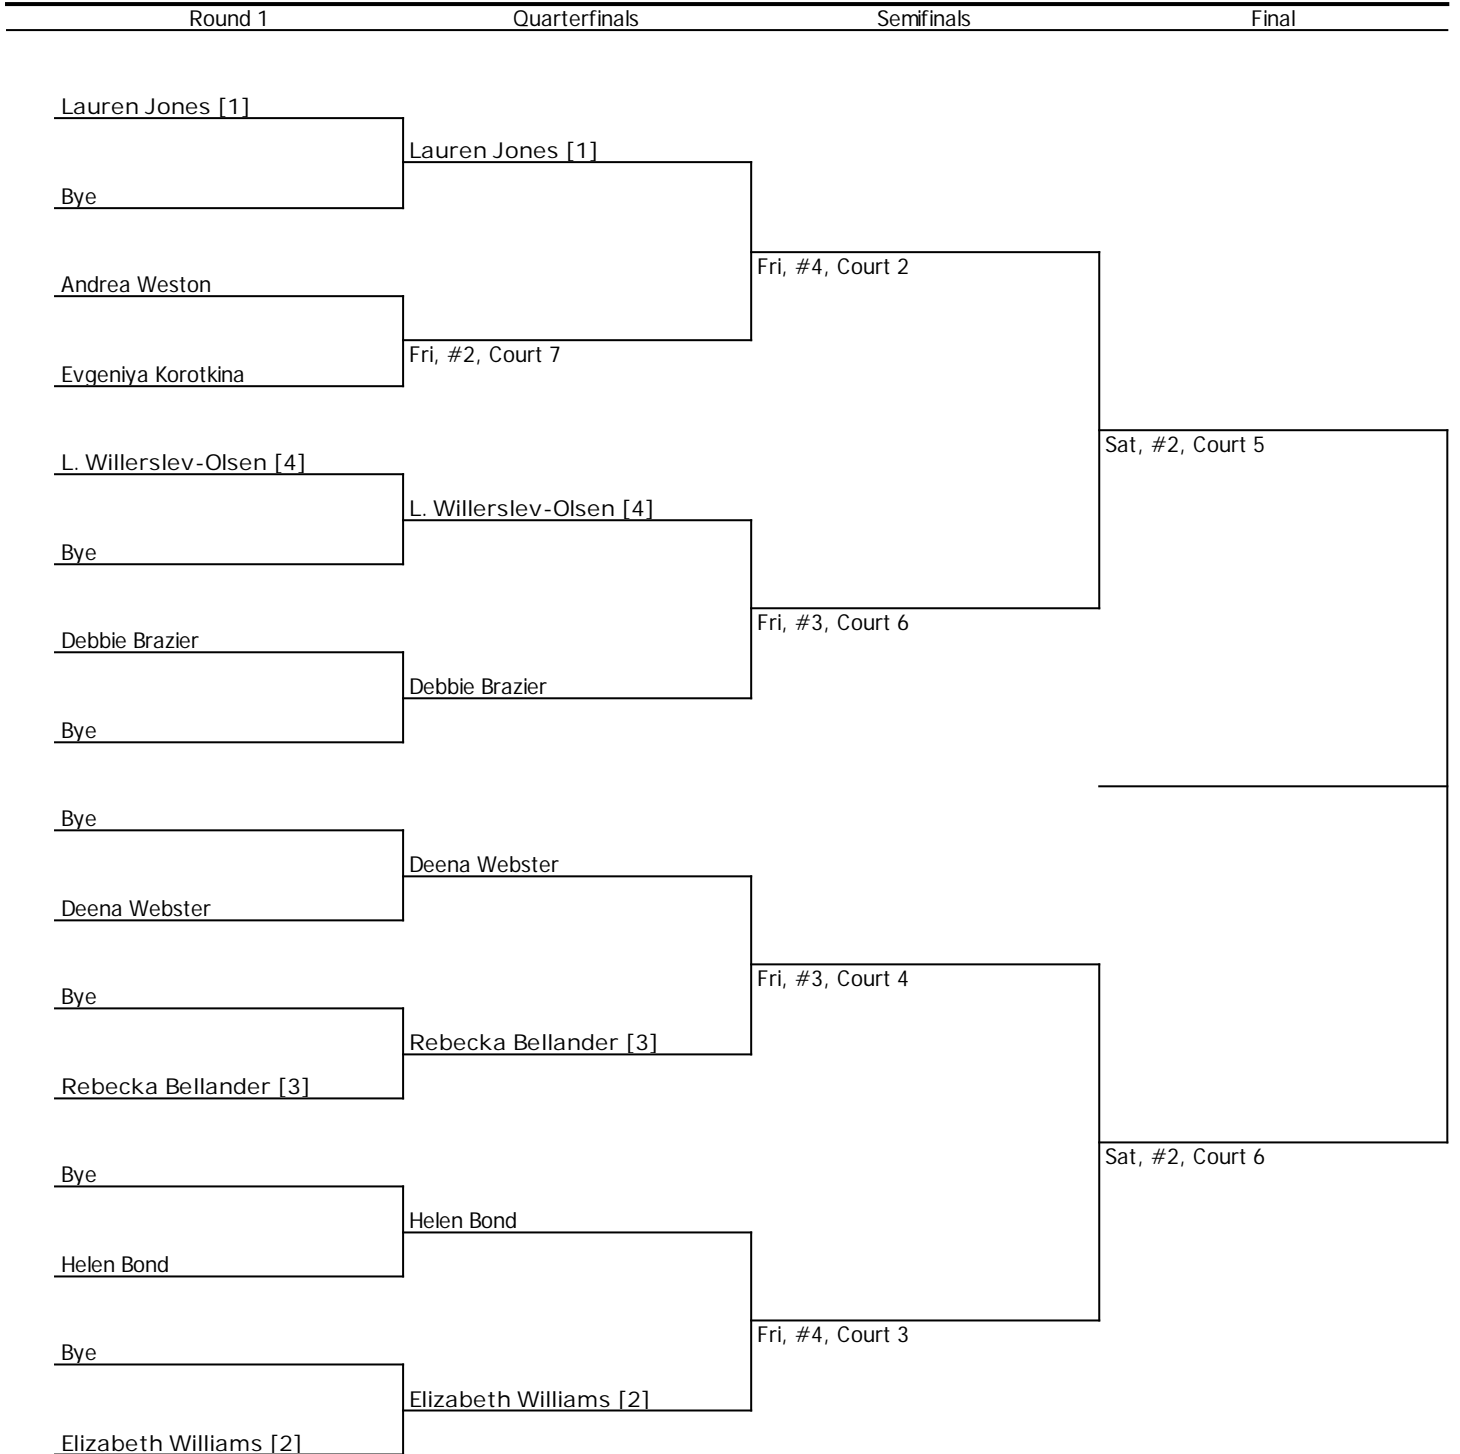 Round 1 Quarterfinals Semifinals Final
Lauren Jones [1]
Lauren Jones [1]
Bye
Fri, #4, Court 2
Andrea Weston
Fri, #2, Court 7
Evgeniya Korotkina
Sat, #2, Court 5
L. Willerslev-Olsen [4]
L. Willerslev-Olsen [4]
Bye
Fri, #3, Court 6
Debbie Brazier
Debbie Brazier
Bye
Bye
Deena Webster
Deena Webster
Fri, #3, Court 4
Bye
Rebecka Bellander [3]
Rebecka Bellander [3]
Sat, #2, Court 6
Bye
Helen Bond
Helen Bond
Fri, #4, Court 3
Bye
Elizabeth Williams [2]
Elizabeth Williams [2]